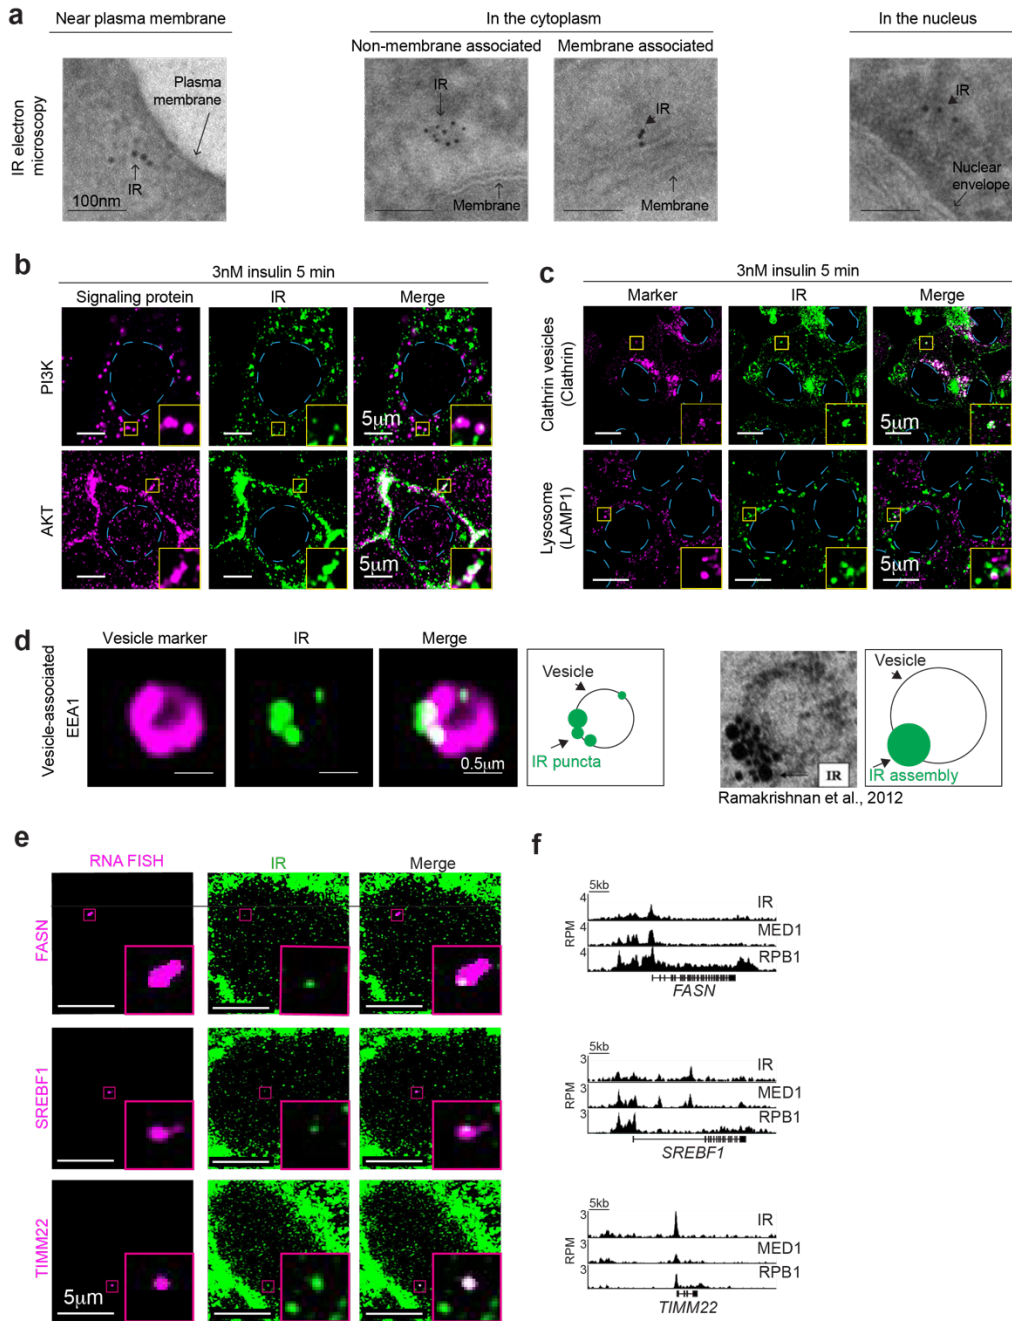 a
Near plasma membrane
In the cytoplasm
In the nucleus
Non-membrane associated
Membrane associated
IR electron
microscopy
Plasma
membrane
IR
100nm
IR
Membrane
IR
Membrane
IR
Nuclear
envelope
b
3nM insulin 5 min
Signaling protein
IR
Merge
PI3K
5μm
AKT
5μm
c
3nM insulin 5 min
Marker
IR
Merge
Clathrin vesicles
(Clathrin)
5μm
Lysosome
(LAMP1)
5μm
d
Vesicle marker
IR
Merge
Vesicle-associated
EEA1
0.5μm
Vesicle
IR puncta
IR
Ramakrishnan et al., 2012
Vesicle
IR assembly
e
RNA FISH
IR
Merge
FASN
SREBF1
TIMM22
5μm
f
5kb
4
IR
4
MED1
4
RPB1
RPM
FASN
5kb
3
IR
3
MED1
3
RPB1
RPM
SREBF1
5kb
3
IR
3
MED1
3
RPB1
RPM
TIMM22